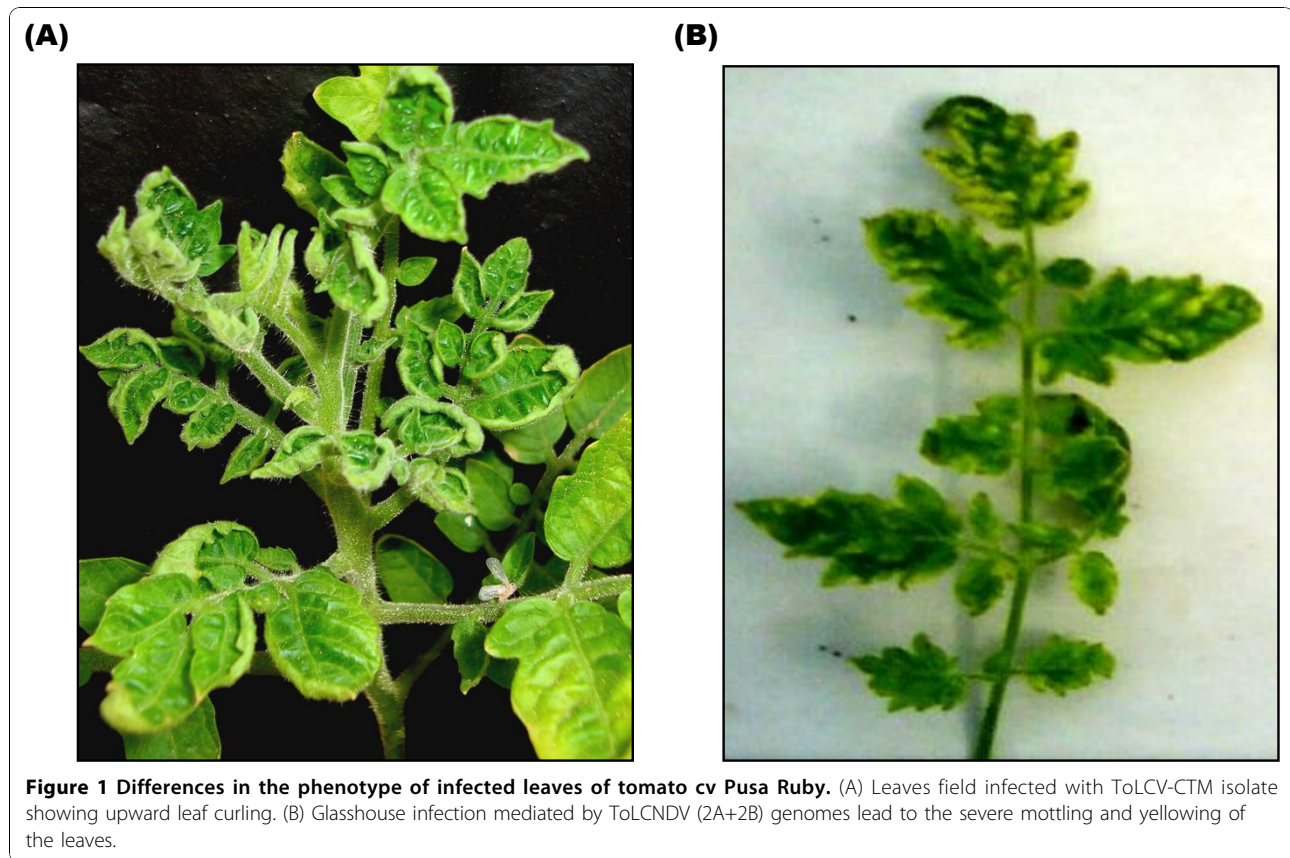 (A)
(B)
Figure 1 Differences in the phenotype of infected leaves of tomato cv Pusa Ruby. (A) Leaves field infected with ToLCV-CTM isolate
showing upward leaf curling. (B) Glasshouse infection mediated by ToLCNDV (2A+2B) genomes lead to the severe mottling and yellowing of
the leaves.